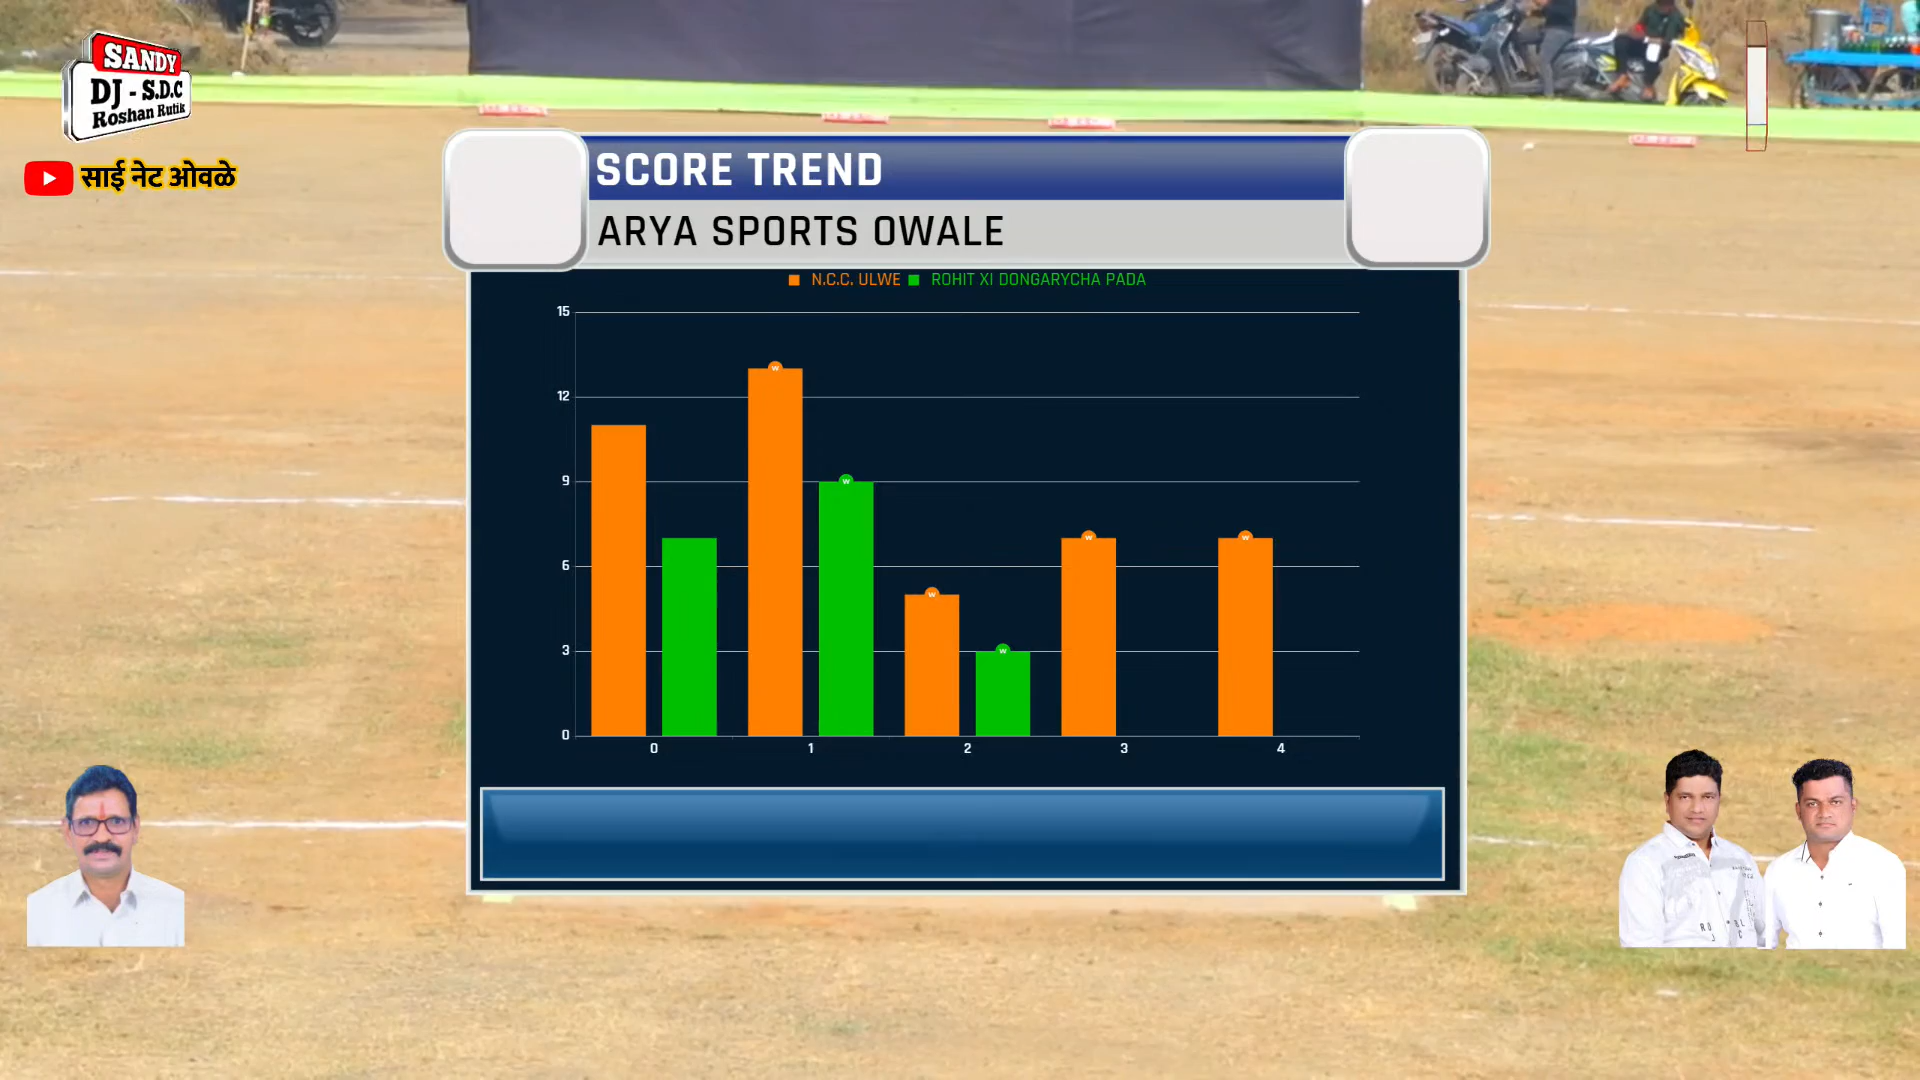 SANDY
DJ - S.D.C
Roshan Rutik
साई नेट ओवळे
SCORE TREND
ARYA SPORTS OWALE
N.C.C. ULWE ROHIT XI DONGARYCHA PADA
15
12
9
6
3
0
W
W
W
W
W
W
0 1 2 3 4